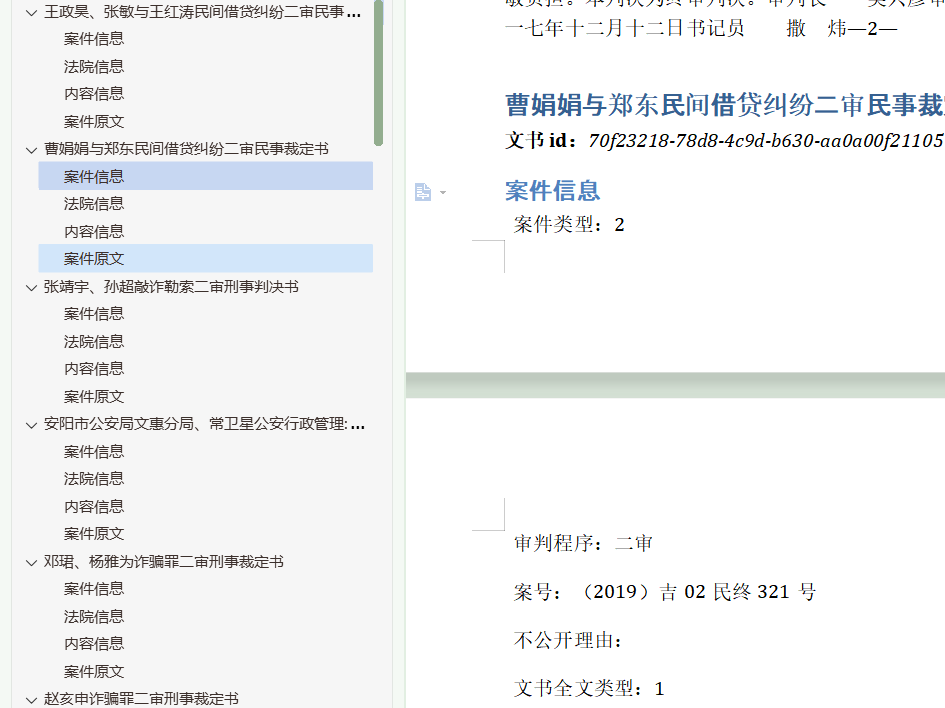 王政昊、张敏与王红涛民间借贷纠纷二审民事...
案件信息
法院信息
内容信息
案件原文
曹娟娟与郑东民间借贷纠纷二审民事裁定书
案件信息
法院信息
内容信息
案件原文
张靖宇、孙超敲诈勒索二审刑事判决书
案件信息
法院信息
内容信息
案件原文
安阳市公安局文惠分局、常卫星公安行政管理:...
案件信息
法院信息
内容信息
案件原文
邓珺、杨雅为诈骗罪二审刑事裁定书
案件信息
法院信息
内容信息
案件原文
赵亥申诈骗罪二审刑事裁定书
一七年十二月十二日书记员 撒 炜—2—
曹娟娟与郑东民间借贷纠纷二审民事裁
文书 id：70f23218-78d8-4c9d-b630-aa0a00f21105
案件信息
案件类型：2
审判程序：二审
案号：（2019）吉 02 民终 321 号
不公开理由：
文书全文类型：1